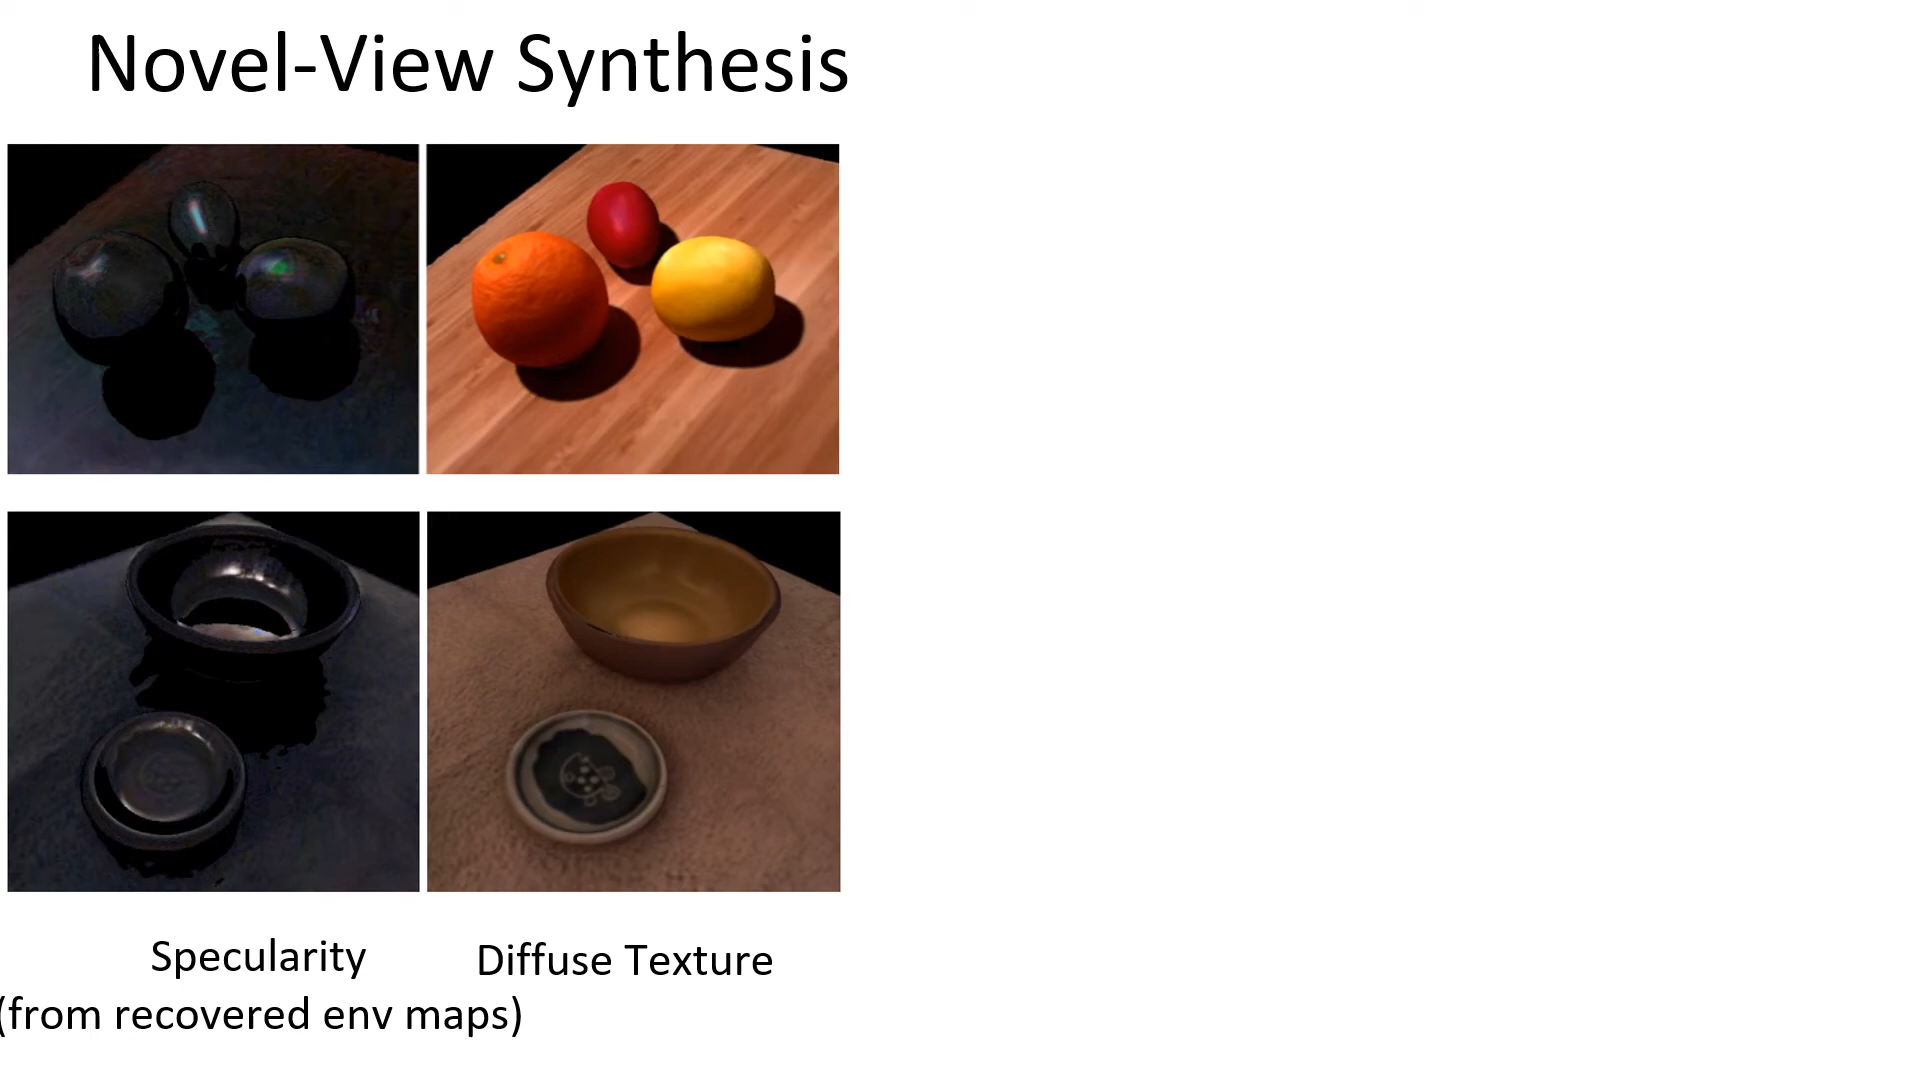 Novel-View Synthesis
Specularity
Diffuse Texture
(from recovered env maps)